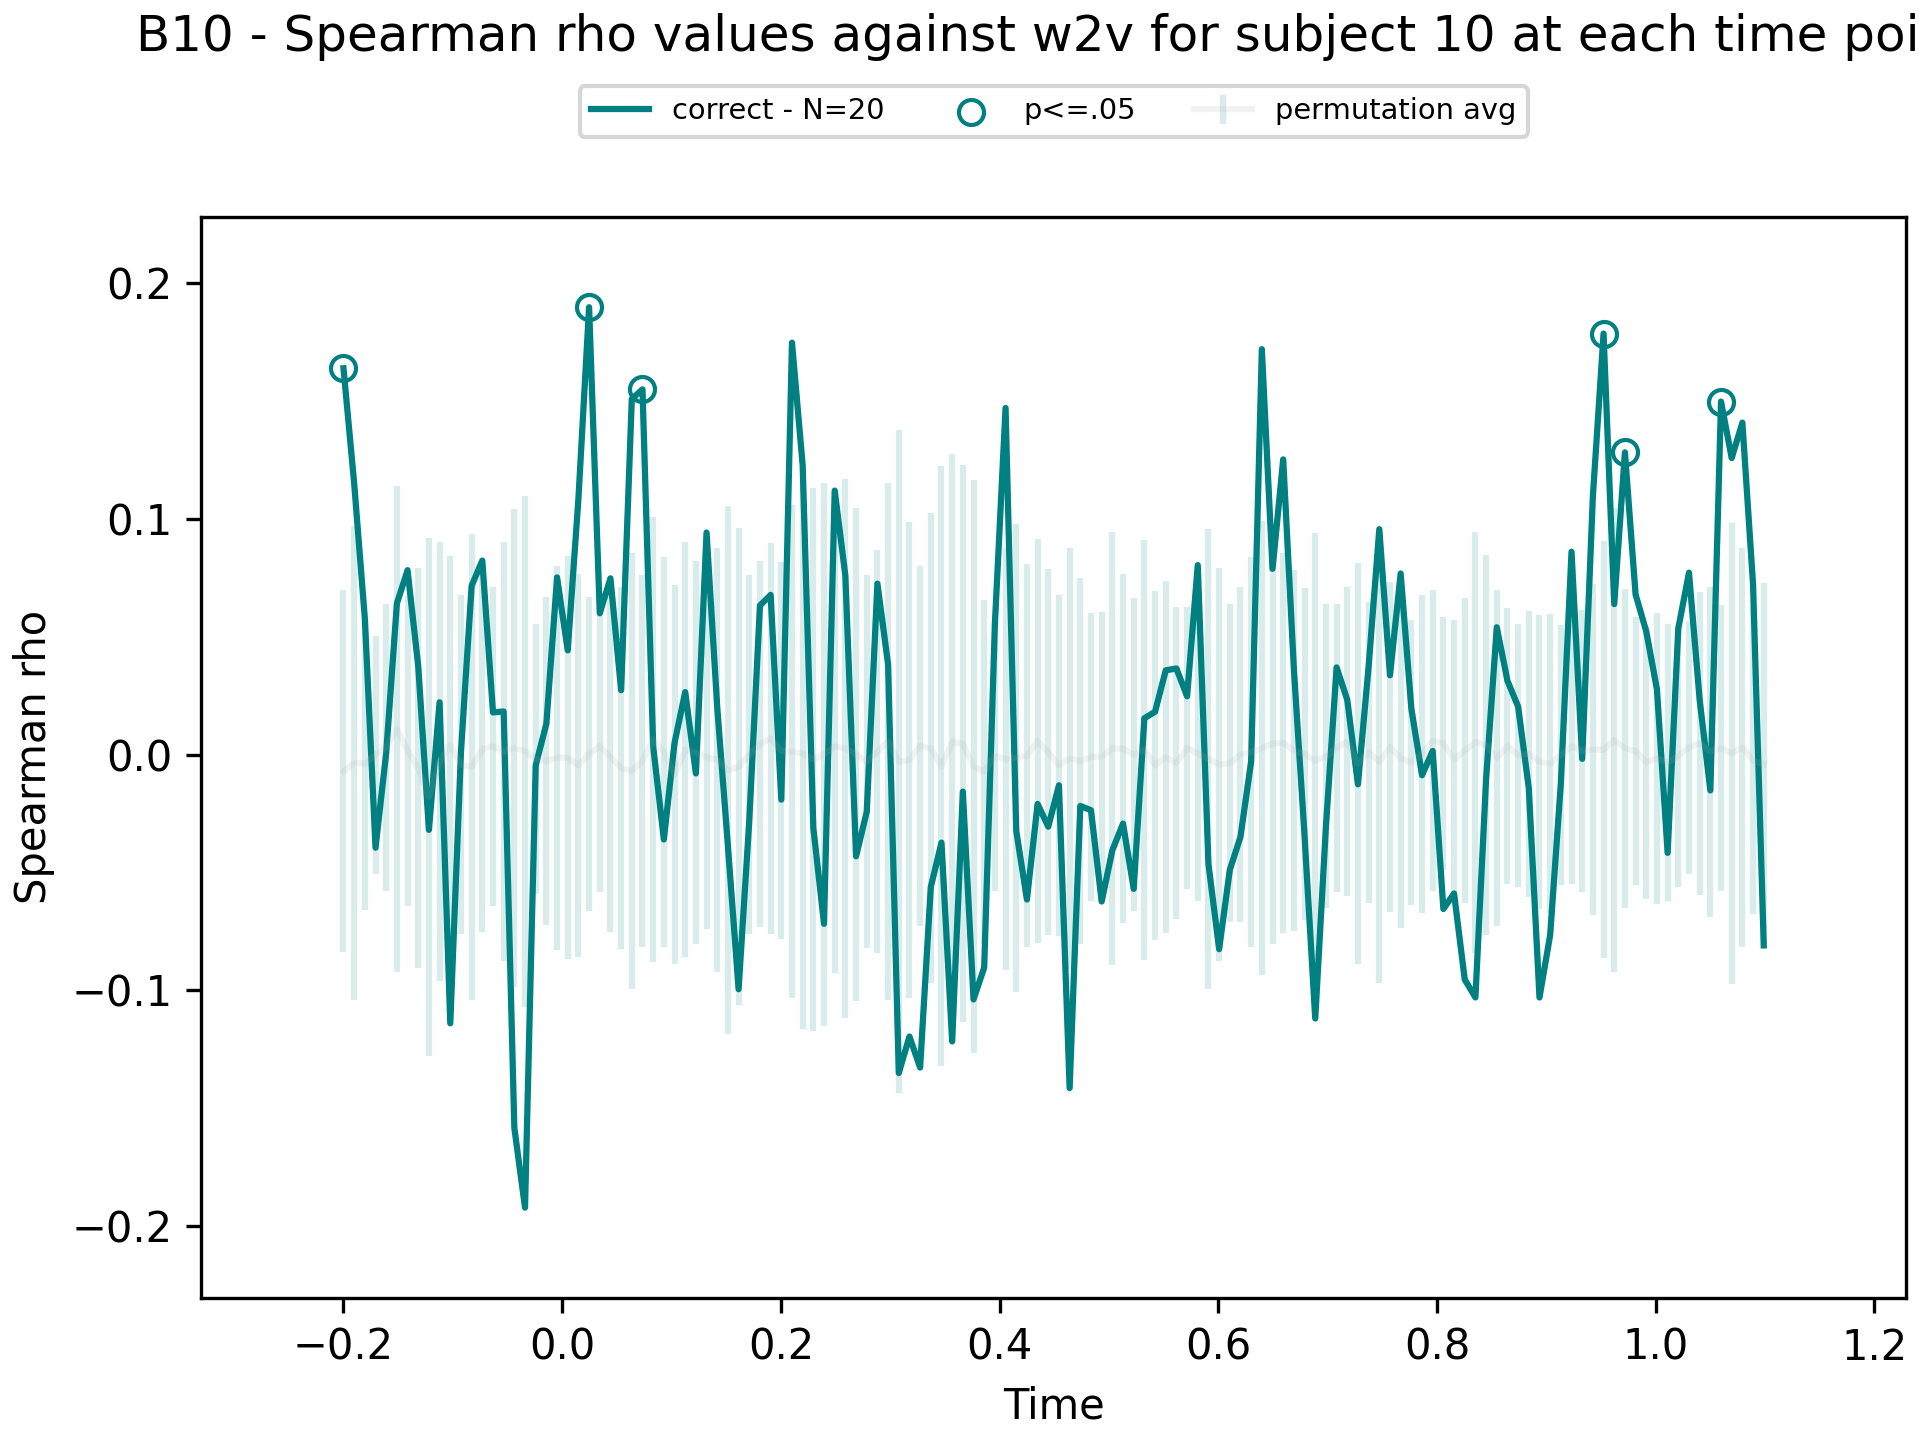 B10 - Spearman rho values against w2v for subject 10 at each time poi
correct - N=20
p<=.05
permutation avg
0.2
0.1
0.0
−0.1
−0.2
Spearman rho
−0.2
0.0
0.2
0.4
0.6
0.8
1.0
1.2
Time